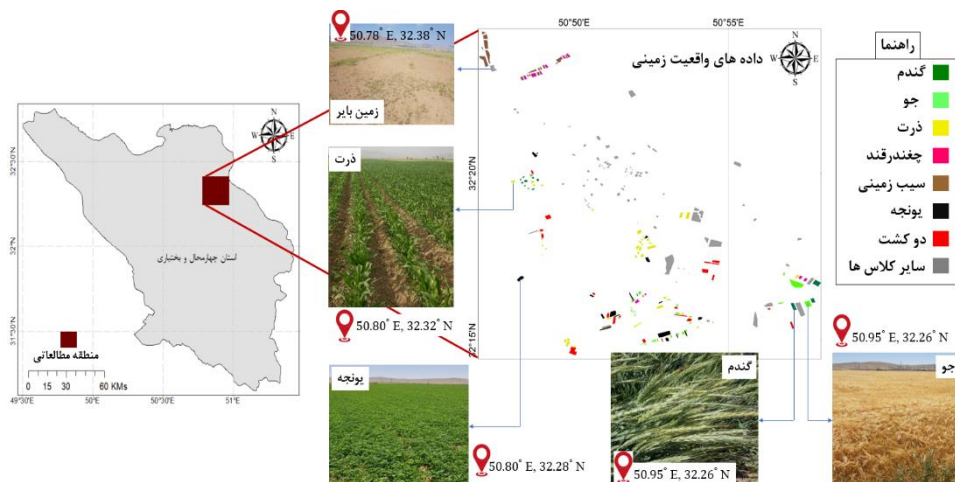 N
W
E
S
32°30'N
32°0'N
31°30'N
استان چهارمحال و بختیاری
منطقه مطالعاتی
0
15
30
60 KMs
49°30'E
50°E
50°30'E
51°E
50.78° E, 32.38° N
زمین بایر
ذرت
50.80° E, 32.32° N
یونجه
50.80° E, 32.28° N
50°50'E
50°55'E
داده های واقعیت زمینی
N
W
E
S
32°20'N
32°15'N
گندم
50.95° E, 32.26° N
50.95° E, 32.26° N
جو
راهنما
گندم
جو
ذرت
چغندرقند
سیب زمینی
یونجه
دو کشت
سایر کلاس ها